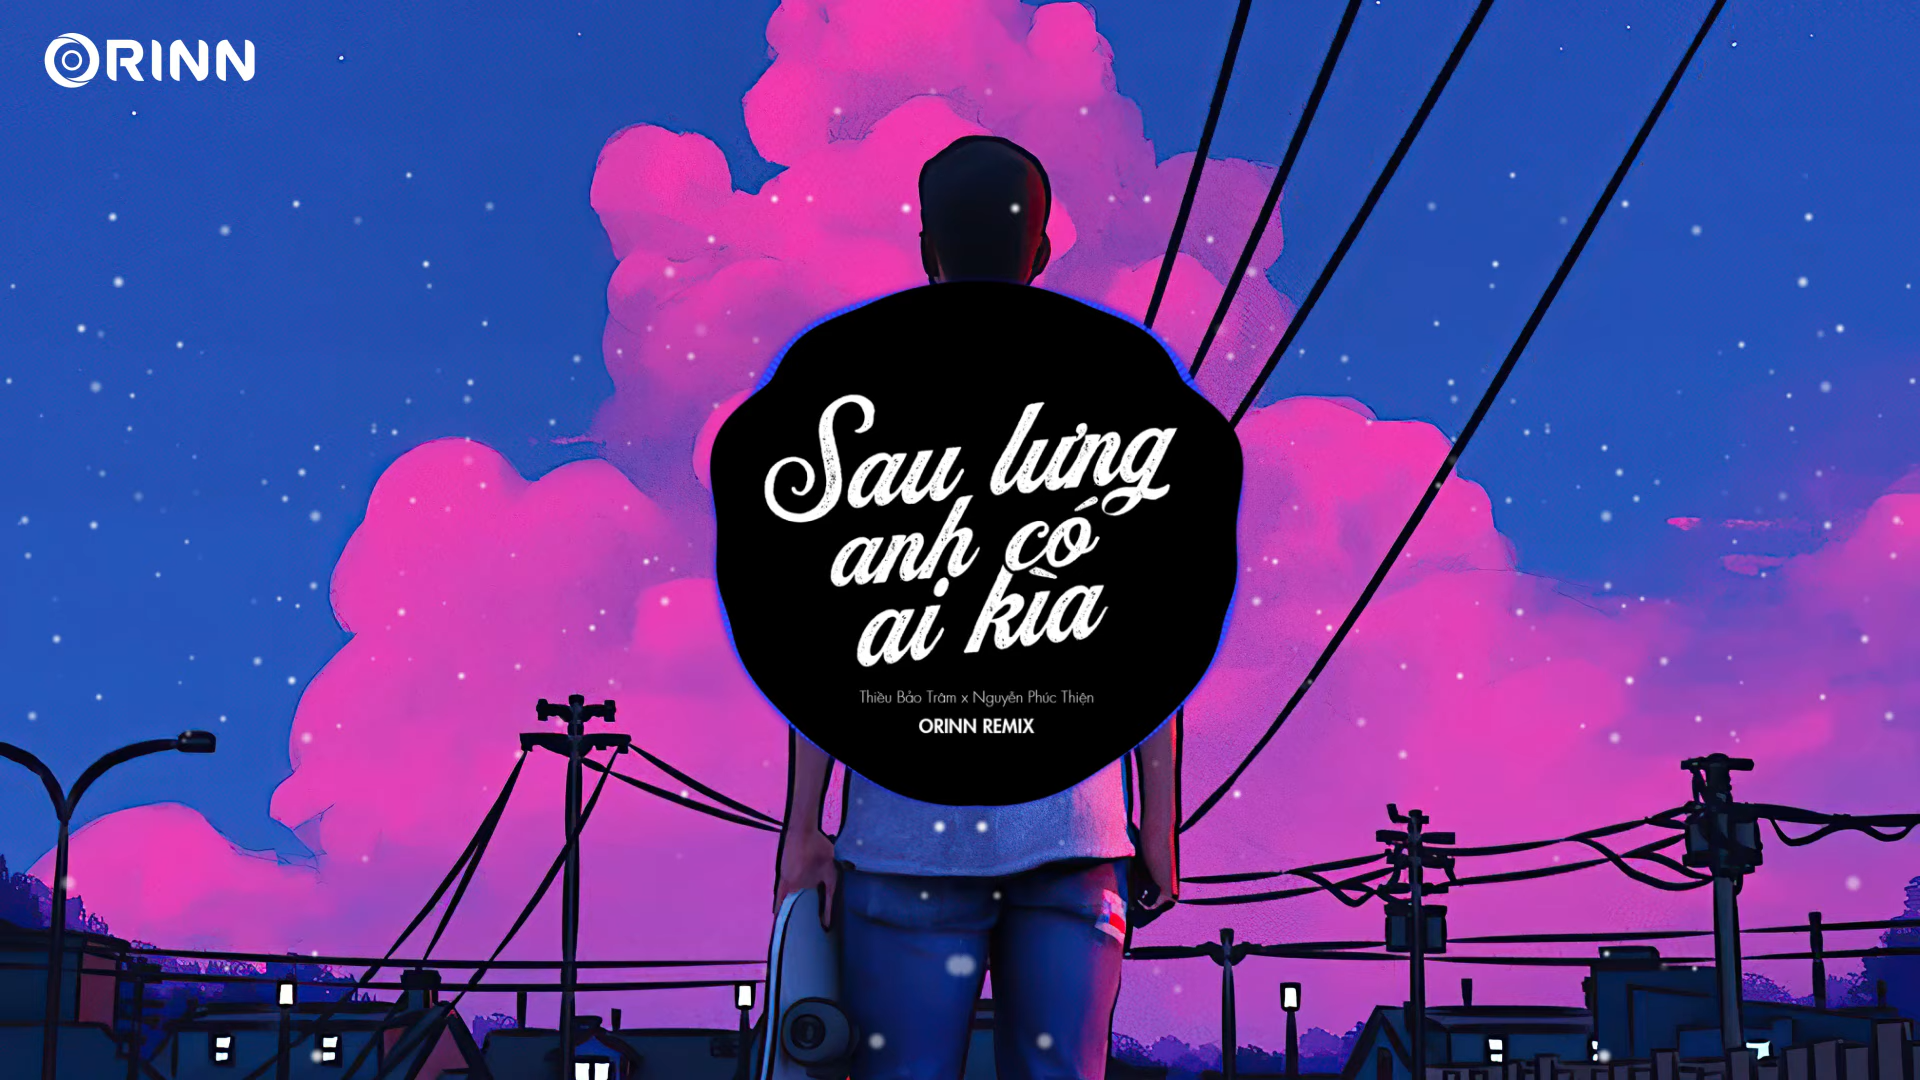 ORINN
Sau lưng
anh có
ai kìa
Thiều Bảo Trâm x Nguyễn Phúc Thiện
ORINN REMIX